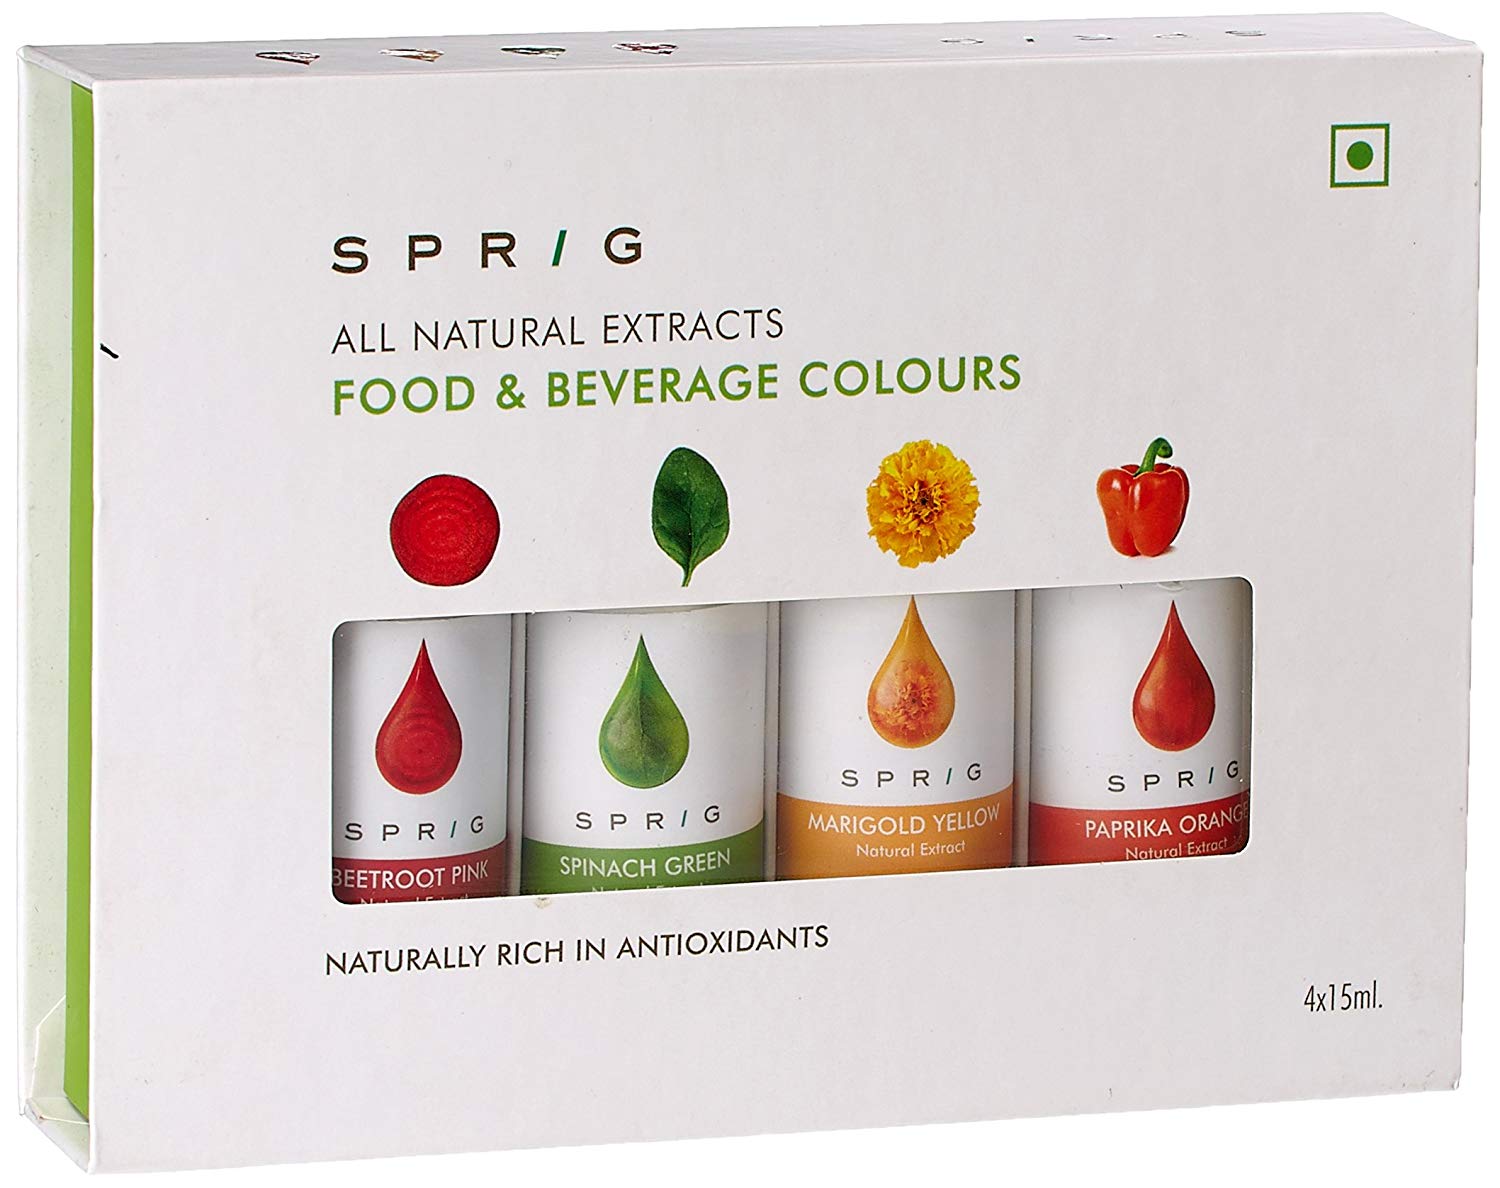 SPRIG
SPRIG
ALL NATURAL EXTRACTS
FOOD & BEVERAGE COLOURS
SPRIG
BEETROOT PINK
SPRIG
SPINACH GREEN
SPRIG
MARIGOLD YELLOW
Natural Extract
SPRIG
PAPRIKA ORANGE
Natural Extract
NATURALLY RICH IN ANTIOXIDANTS
4x15ml.